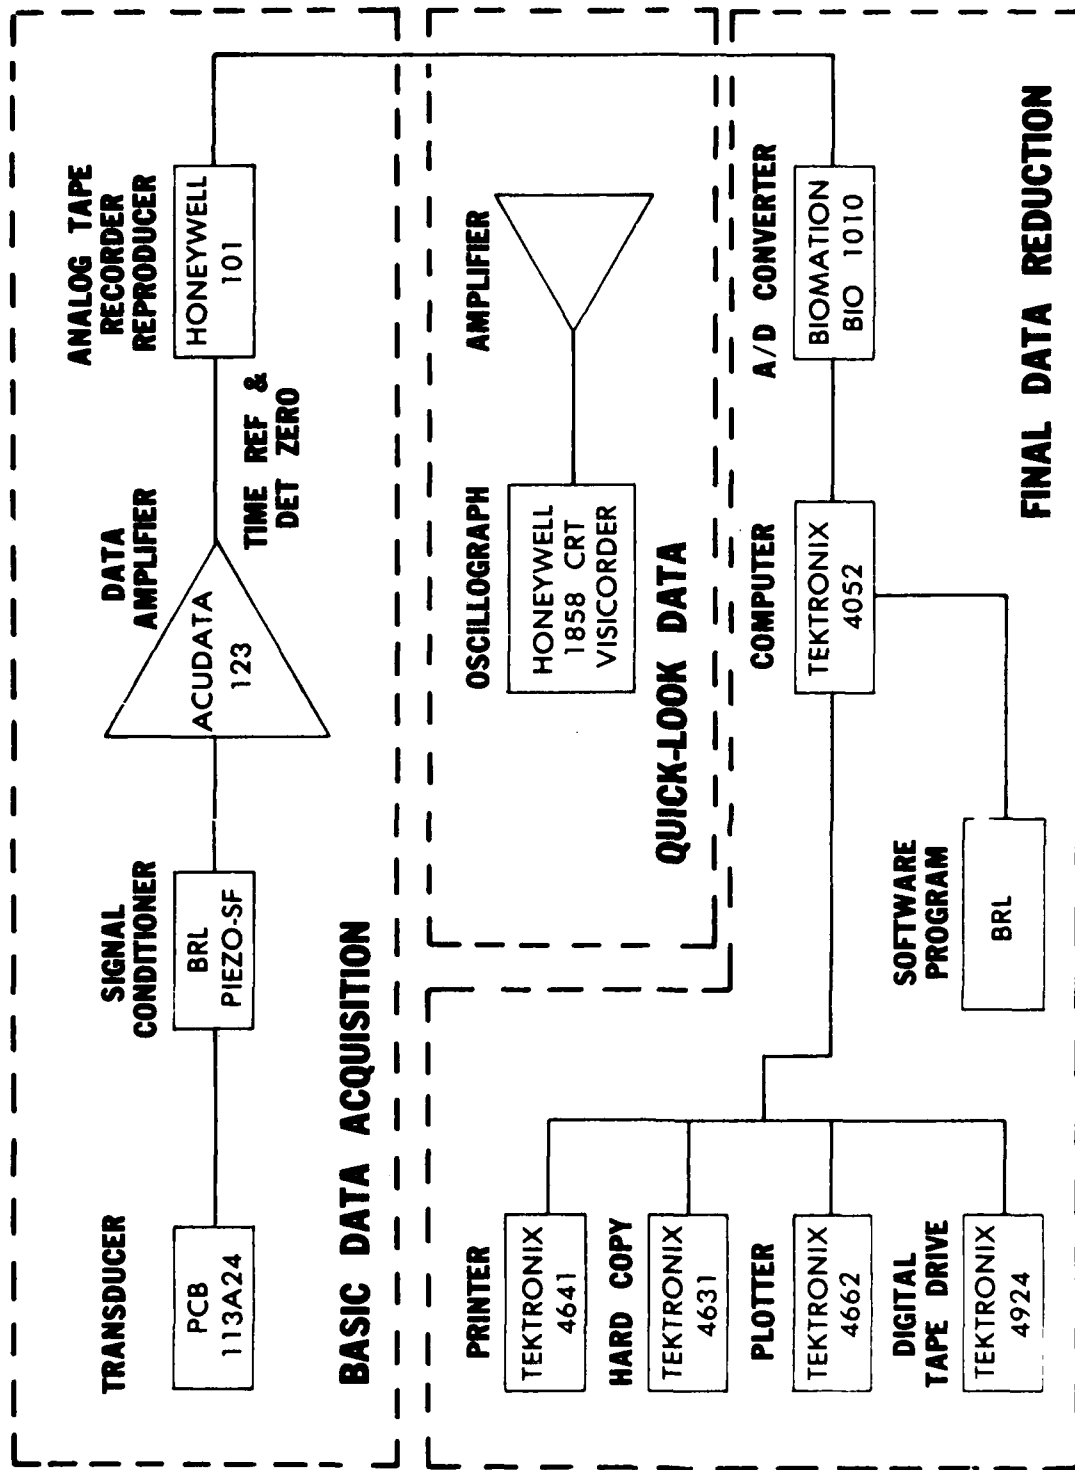 TRANSDUCER
PCB
113A24
SIGNAL
CONDITIONER
BRL
PIEZO-SF
DATA
AMPLIFIER
ACUDATA
123
TIME REF &
DET ZERO
ANALOG TAPE
RECORDER
REPRODUCER
HONEYWELL
101
BASIC DATA ACQUISITION
OSCILLOGRAPH
HONEYWELL
1858 CRT
VISICORDER
AMPLIFIER
QUICK-LOOK DATA
PRINTER
TEKTRONIX
4641
HARD COPY
TEKTRONIX
4631
PLOTTER
TEKTRONIX
4662
DIGITAL
TAPE DRIVE
TEKTRONIX
4924
COMPUTER
TEKTRONIX
4052
A/D CONVERTER
BIOMATION
BIO 1010
SOFTWARE
PROGRAM
BRL
FINAL DATA REDUCTION